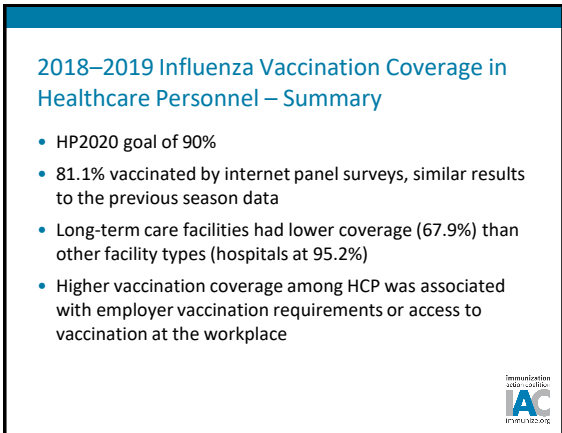 2018–2019 Influenza Vaccination Coverage in
Healthcare Personnel – Summary
• HP2020 goal of 90%
• 81.1% vaccinated by internet panel surveys, similar results
to the previous season data
• Long-term care facilities had lower coverage (67.9%) than
other facility types (hospitals at 95.2%)
• Higher vaccination coverage among HCP was associated
with employer vaccination requirements or access to
vaccination at the workplace
immunization
action coalition
IAC
immunize.org